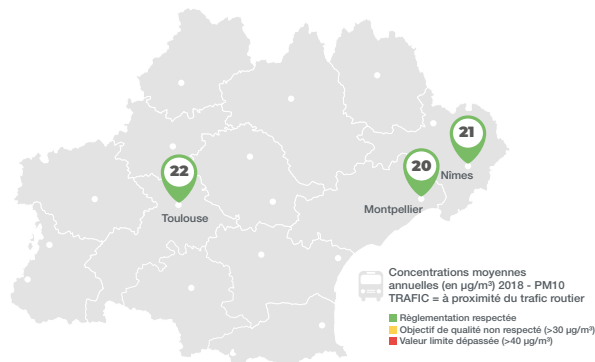 21
20
22
Nîmes
Montpellier
Toulouse
Concentrations moyennes
annuelles (en µg/m³) 2018 - PM10
TRAFIC = à proximité du trafic routier
Règlementation respectée
Objectif de qualité non respecté (>30 µg/m³)
Valeur limite dépassée (>40 µg/m³)